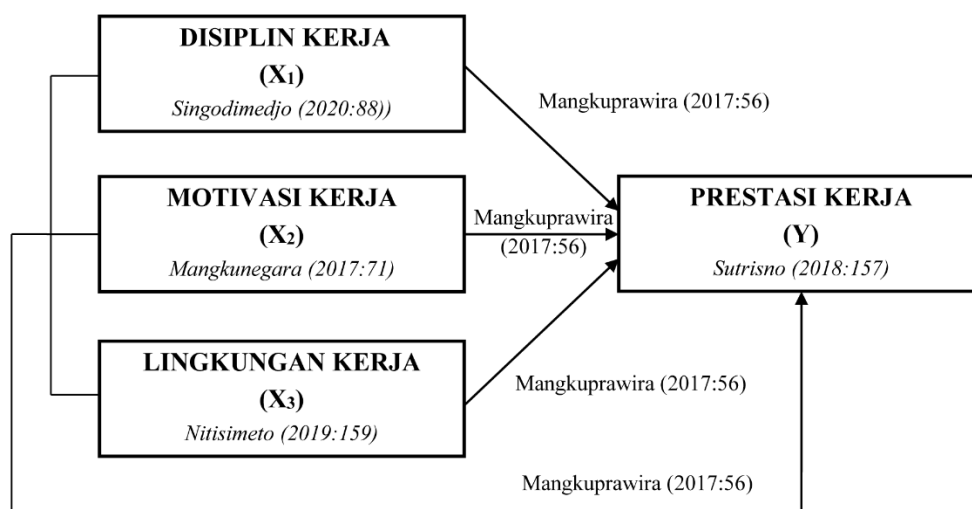 DISIPLIN KERJA
(X₁)
Singodimedjo (2020:88))
Mangkuprawira (2017:56)
MOTIVASI KERJA
(X₂)
Mangkunegara (2017:71)
Mangkuprawira
(2017:56)
PRESTASI KERJA
(Y)
Sutrisno (2018:157)
LINGKUNGAN KERJA
(X₃)
Nitisimeto (2019:159)
Mangkuprawira (2017:56)
Mangkuprawira (2017:56)